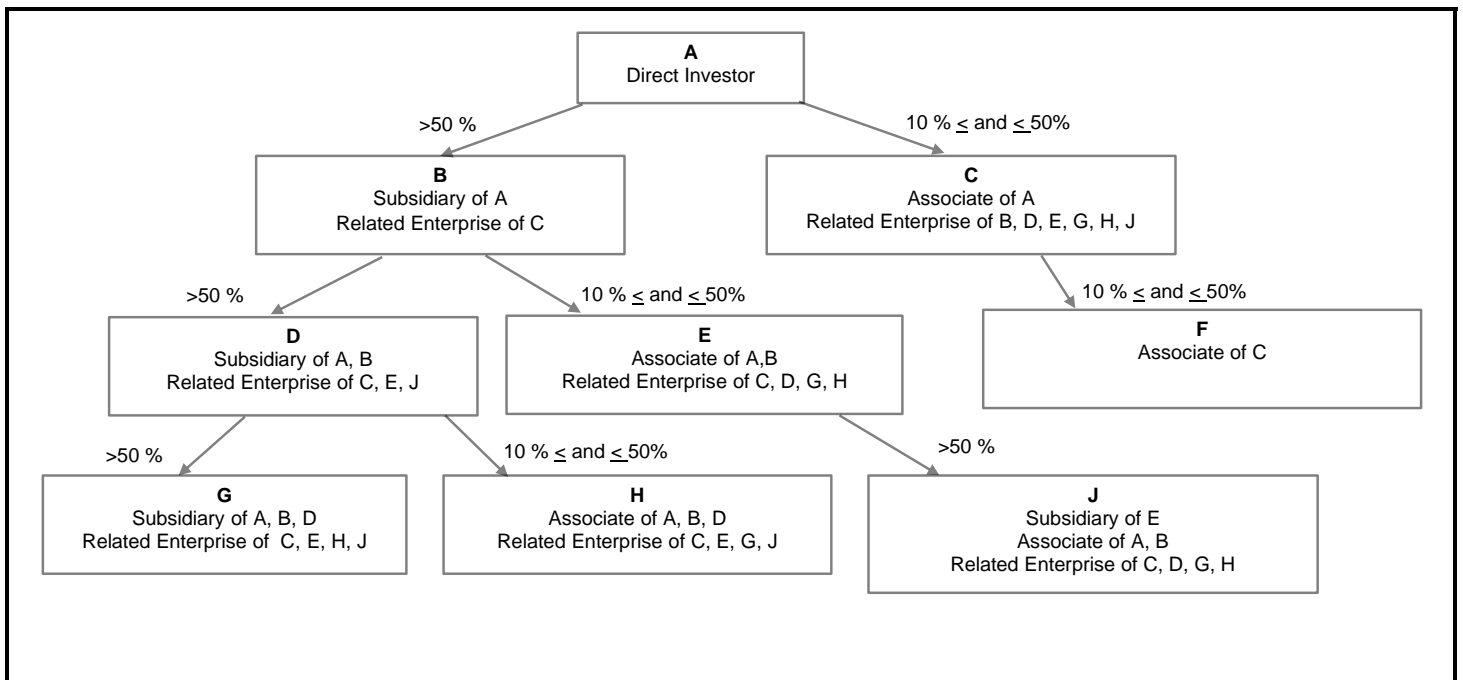 A
Direct Investor
>50 %
10 % < and < 50%
B
Subsidiary of A
Related Enterprise of C
C
Associate of A
Related Enterprise of B, D, E, G, H, J
>50 %
10 % < and < 50%
10 % < and < 50%
D
Subsidiary of A, B
Related Enterprise of C, E, J
E
Associate of A,B
Related Enterprise of C, D, G, H
F
Associate of C
>50 %
10 % < and < 50%
>50 %
G
Subsidiary of A, B, D
Related Enterprise of C, E, H, J
H
Associate of A, B, D
Related Enterprise of C, E, G, J
J
Subsidiary of E
Associate of A, B
Related Enterprise of C, D, G, H